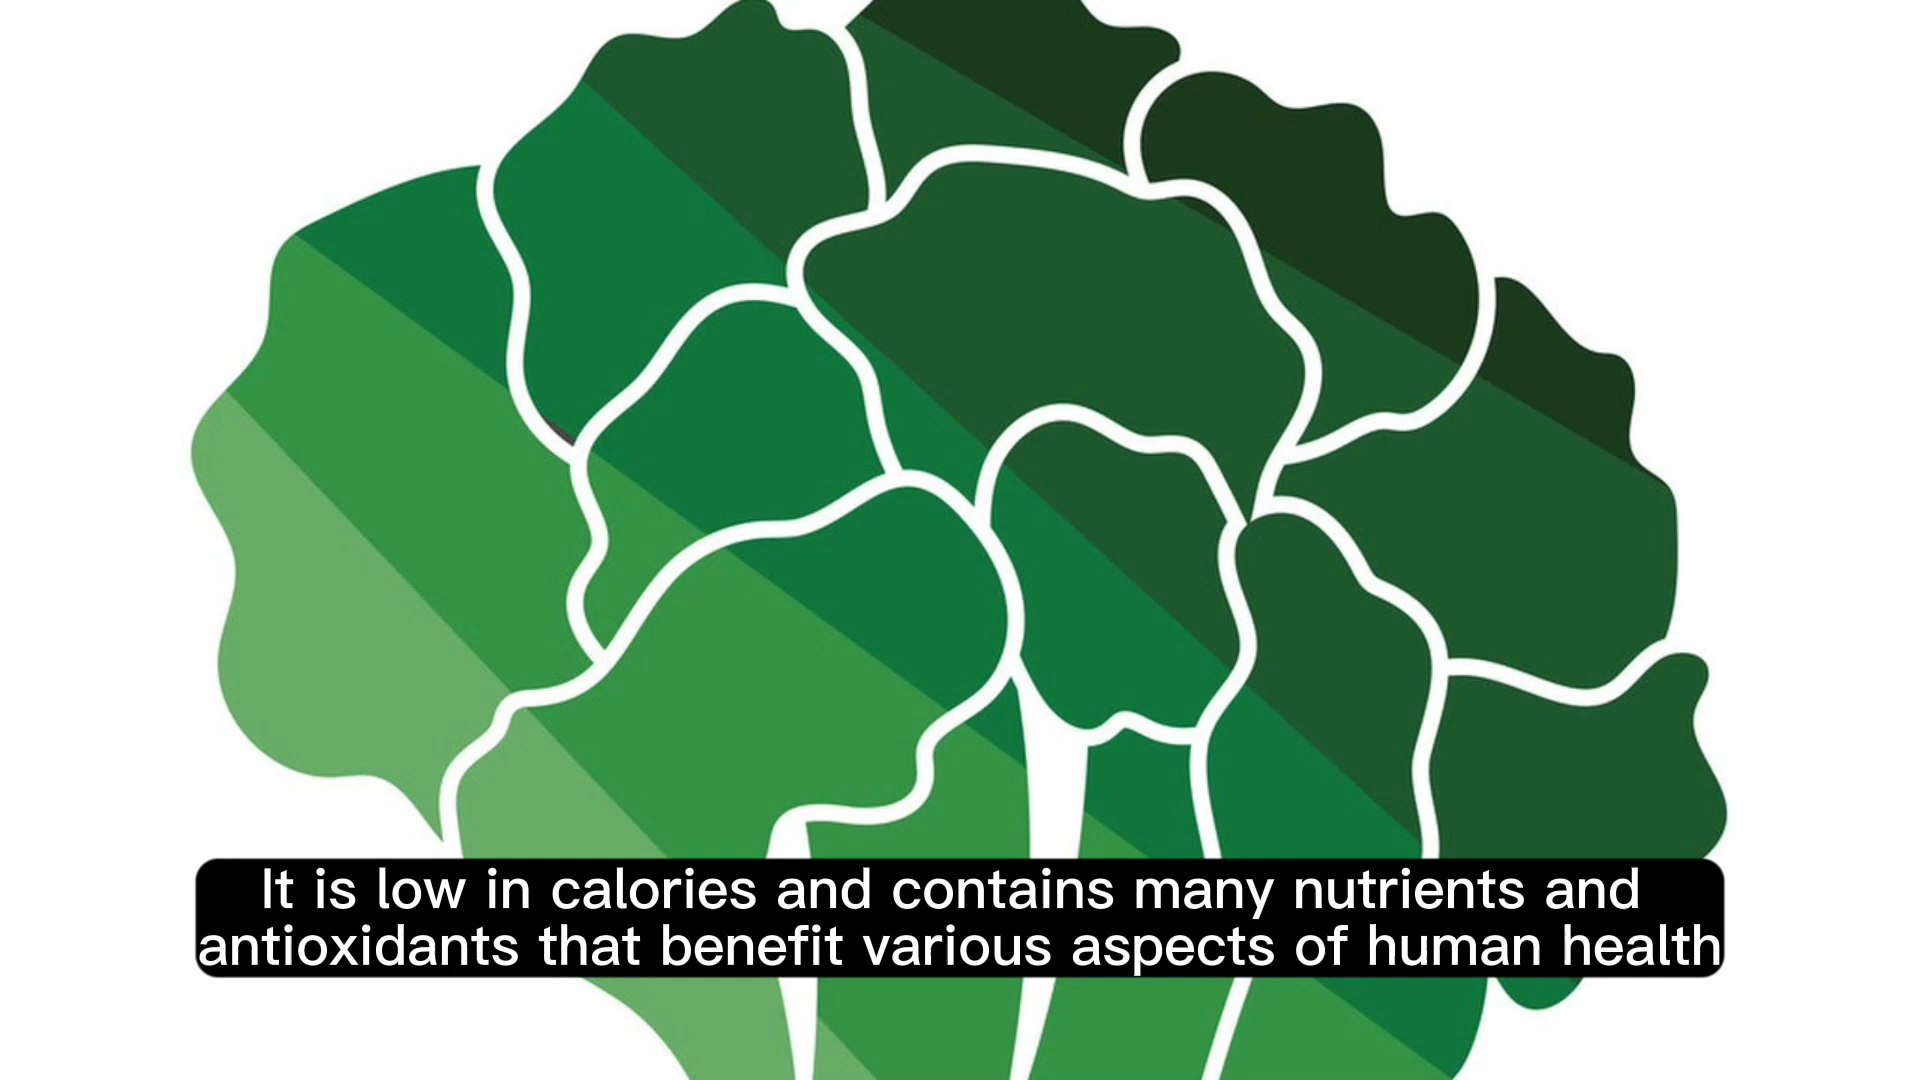 It is low in calories and contains many nutrients and
antioxidants that benefit various aspects of human health